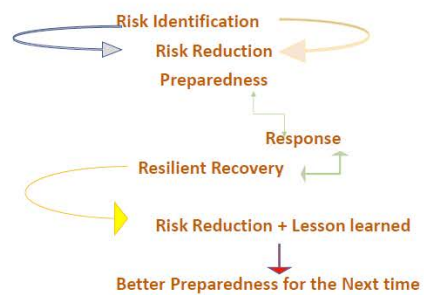 Risk Identification
Risk Reduction
Preparedness
Response
Resilient Recovery
Risk Reduction + Lesson learned
Better Preparedness for the Next time